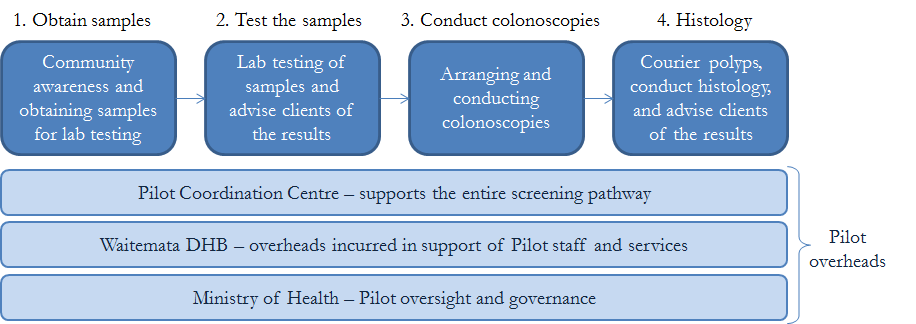 1. Obtain samples
2. Test the samples
3. Conduct colonoscopies
4. Histology
Community
awareness and
obtaining samples
for lab testing
Lab testing of
samples and
advise clients of
the results
Arranging and
conducting
colonoscopies
Courier polyps,
conduct histology,
and advise clients
of the results
Pilot Coordination Centre – supports the entire screening pathway
Waitemata DHB – overheads incurred in support of Pilot staff and services
Ministry of Health – Pilot oversight and governance
Pilot
overheads